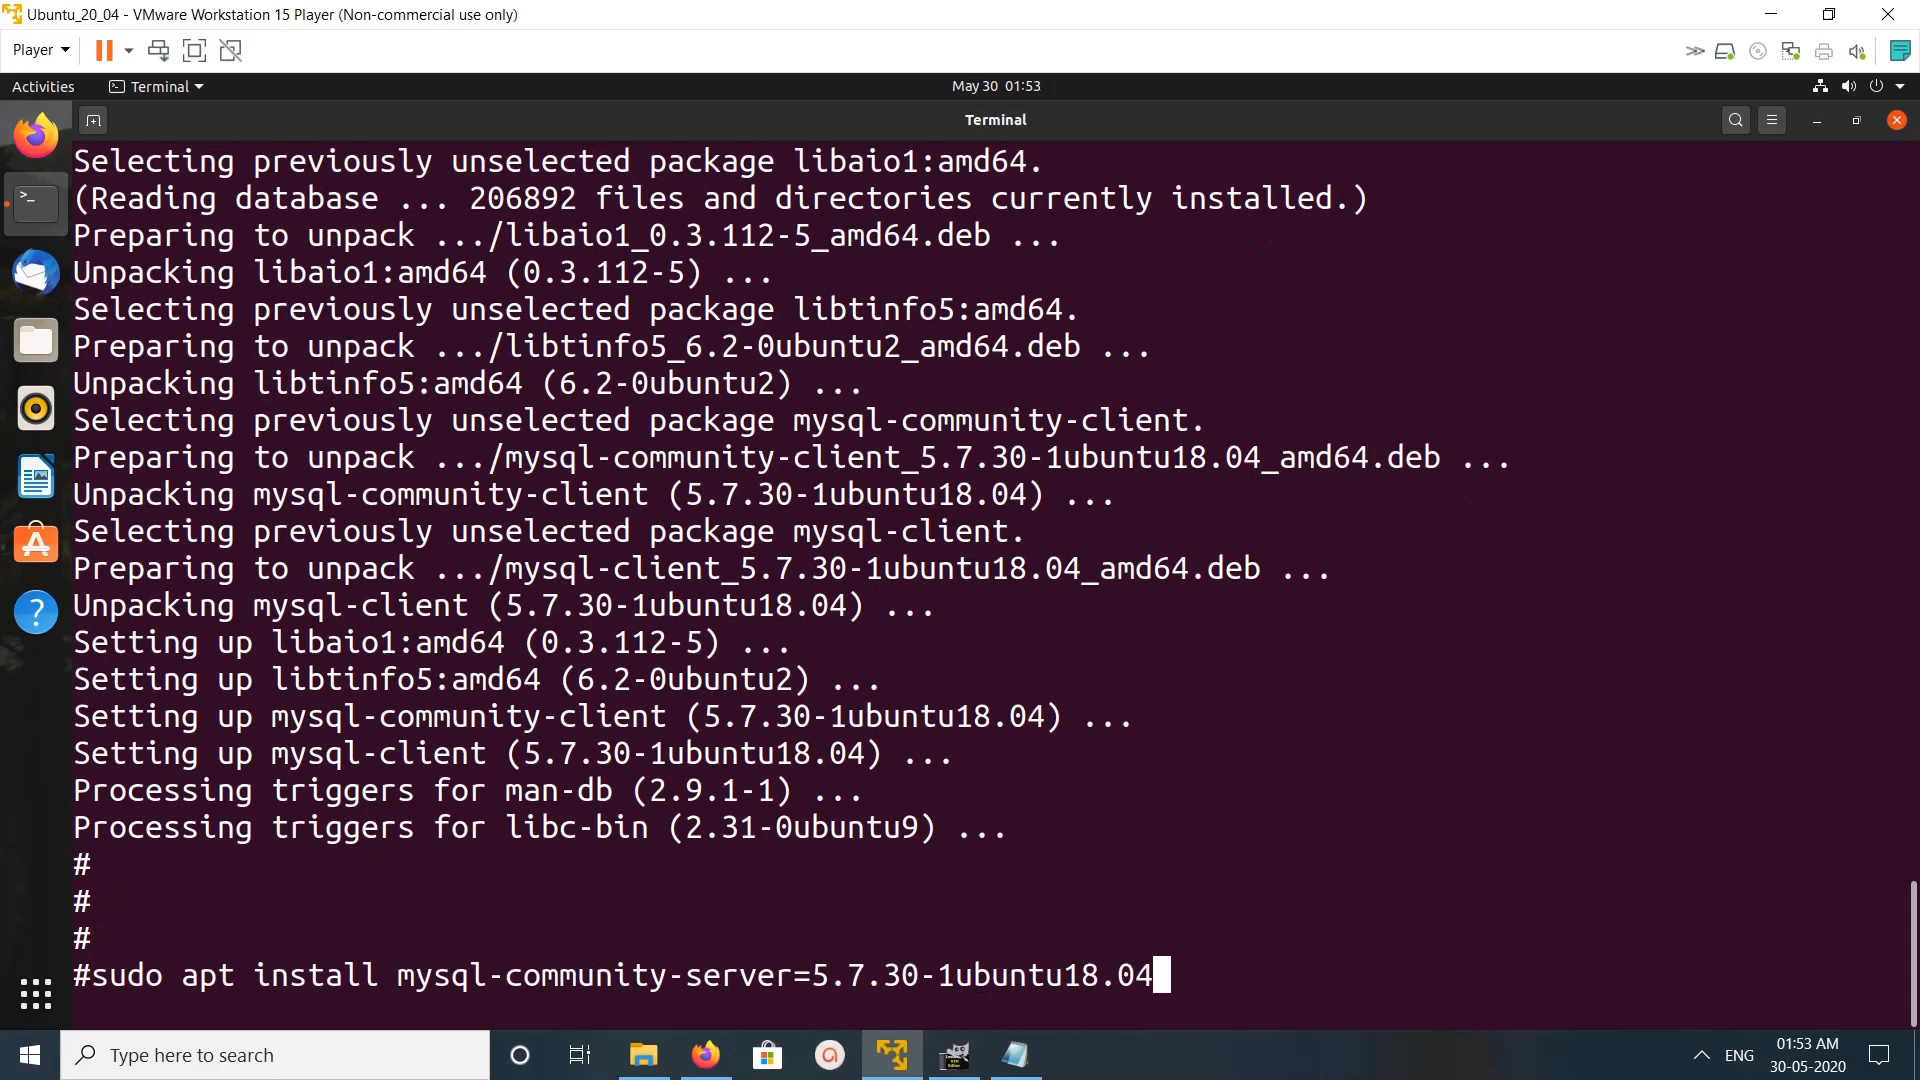 Ubuntu_20_04 - VMware Workstation 15 Player (Non-commercial use only)
Player
Activities
Terminal
May 30 01:53
Terminal
Selecting previously unselected package libaio1:amd64.
(Reading database ... 206892 files and directories currently installed.)
Preparing to unpack .../libaio1_0.3.112-5_amd64.deb ...
Unpacking libaio1:amd64 (0.3.112-5) ...
Selecting previously unselected package libtinfo5:amd64.
Preparing to unpack .../libtinfo5_6.2-0ubuntu2_amd64.deb ...
Unpacking libtinfo5:amd64 (6.2-0ubuntu2) ...
Selecting previously unselected package mysql-community-client.
Preparing to unpack .../mysql-community-client_5.7.30-1ubuntu18.04_amd64.deb ...
Unpacking mysql-community-client (5.7.30-1ubuntu18.04) ...
Selecting previously unselected package mysql-client.
Preparing to unpack .../mysql-client_5.7.30-1ubuntu18.04_amd64.deb ...
Unpacking mysql-client (5.7.30-1ubuntu18.04) ...
Setting up libaio1:amd64 (0.3.112-5) ...
Setting up libtinfo5:amd64 (6.2-0ubuntu2) ...
Setting up mysql-community-client (5.7.30-1ubuntu18.04) ...
Setting up mysql-client (5.7.30-1ubuntu18.04) ...
Processing triggers for man-db (2.9.1-1) ...
Processing triggers for libc-bin (2.31-0ubuntu9) ...
#
#
#
#sudo apt install mysql-community-server=5.7.30-1ubuntu18.04
Type here to search
ENG
01:53 AM
30-05-2020